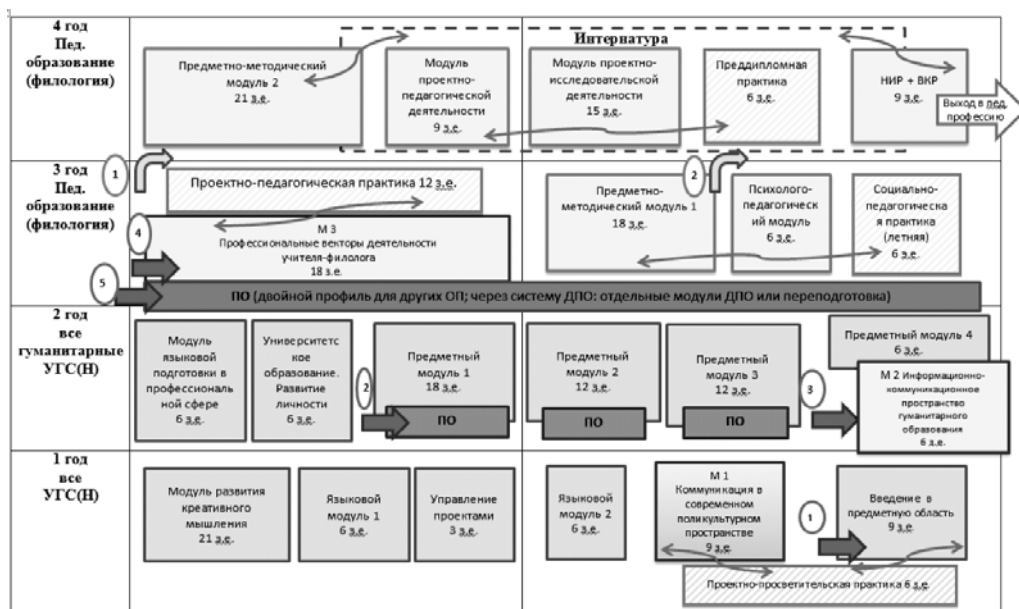 4 год
Пед.
образование
(филология)
Интернатура
Предметно-методический
модуль 2
21 з.е.
Модуль
проектно-
педагогической
деятельности
9 з.е.
Модуль проектно-
исследовательской
деятельности
15 з.е.
Преддипломная
практика
6 з.е.
НИР + ВКР
9 з.е.
Выход в пед.
профессию
3 год
Пед.
образование
(филология)
1
Проектно-педагогическая практика 12 з.е.
4
М 3
Профессиональные векторы деятельности
учителя-филолога
18 з.е.
Предметно-
методический модуль 1
18 з.е.
2
Психолого-
педагогичес
кий модуль
6 з.е.
Социально-
педагогическа
я практика
(летняя)
6 з.е.
5
ПО (двойной профиль для других ОП; через систему ДПО: отдельные модули ДПО или переподготовка)
2 год
все
гуманитарные
УГС(Н)
Модуль
языковой
подготовки в
профессиональ
ной сфере
6 з.е.
Университетс
кое
образование.
Развитие
личности
6 з.е.
2
Предметный
модуль 1
18 з.е.
ПО
Предметный
модуль 2
12 з.е.
ПО
Предметный
модуль 3
12 з.е.
ПО
3
Предметный модуль 4
6 з.е.
М 2 Информационно-
коммуникационное
пространство
гуманитарного
образования
6 з.е.
1 год
все
УГС(Н)
Модуль развития
креативного
мышления
21 з.е.
Языковой
модуль 1
6 з.е.
Управление
проектами
3 з.е.
Языковой
модуль 2
6 з.е.
М 1
Коммуникация в
современном
поликультурном
пространстве
9 з.е.
1
Введение в
предметную область
9 з.е.
Проектно-просветительская практика 6 з.е.